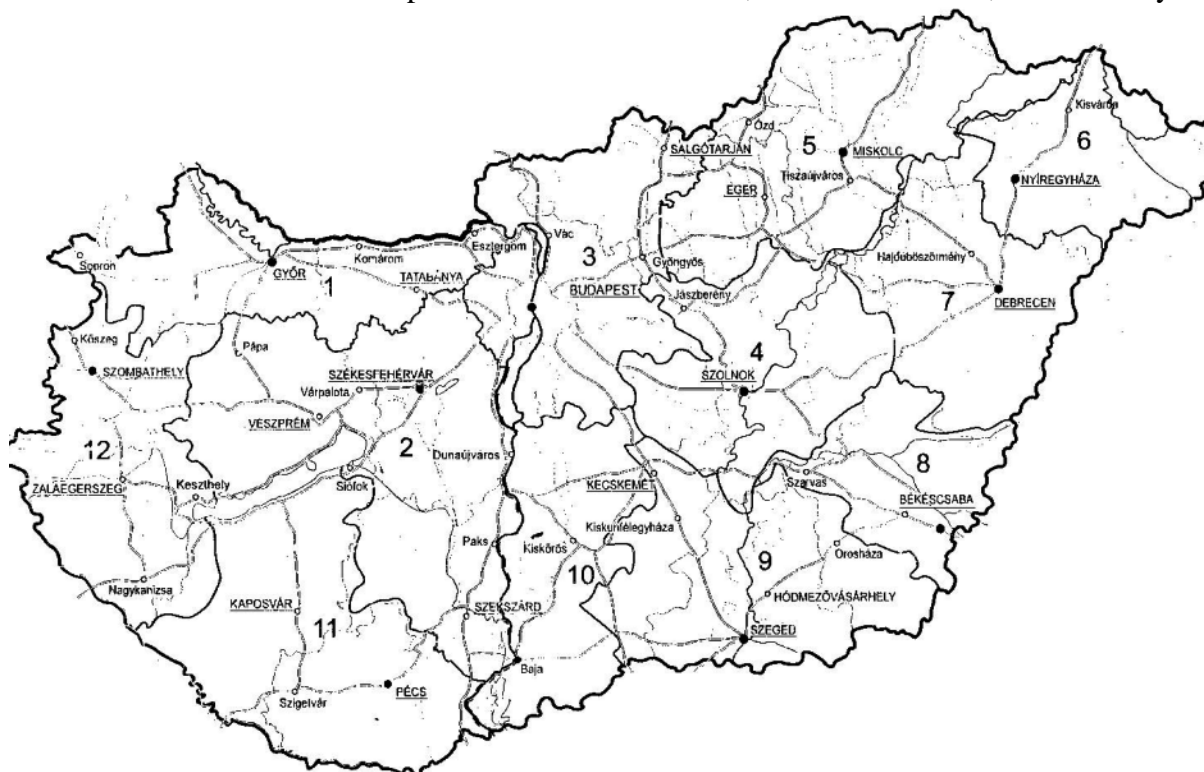 Ózd
Kisvárda
SALGÓTARJÁN
5
MISKOLC
6
Tiszaújváros
NYÍREGYHÁZA
EGER
Vác
Esztergom
Sopron
Komárom
3
Gyöngyös
Hajdúböszörmény
GYŐR
TATABÁNYA
1
BUDAPEST
Jászberény
7
DEBRECEN
Kőszeg
Pápa
SZOMBATHELY
SZÉKESFEHÉRVÁR
4
SZOLNOK
Várpalota
VESZPRÉM
2
12
Dunaújváros
8
ZALAEGERSZEG
Keszthely
Siófok
KECSKEMÉT
Szarvas
BÉKÉSCSABA
Kiskunfélegyháza
Paks
Kiskőrös
Orosháza
9
10
Nagykanizsa
HÓDMEZŐVÁSÁRHELY
KAPOSVÁR
SZEKSZÁRD
11
SZEGED
Baja
Szigetvár
PÉCS